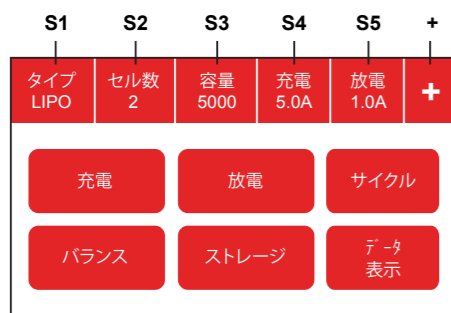 S1 S2 S3 S4 S5 +
タイプ セル数 容量 充電 放電 +
LIPO 2 5000 5.0A 1.0A
充電 放電 サイクル
バランス ストレージ ﾃﾞｰﾀ
表示